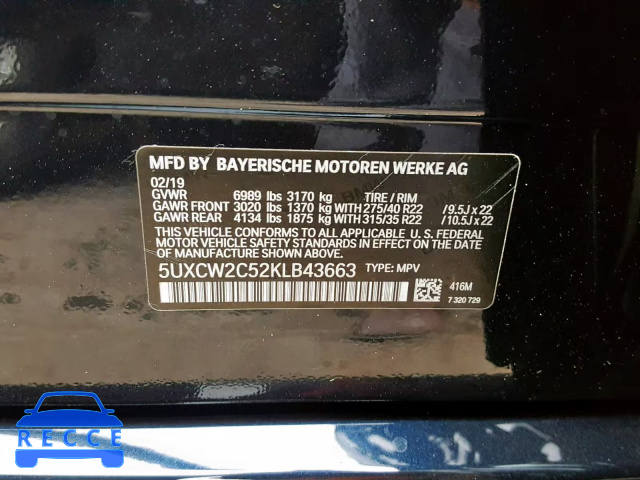 MFD BY BAYERISCHE MOTOREN WERKE AG
02/19
GVWR 6989 lbs 3170 kg TIRE / RIM
GAWR FRONT 3020 lbs 1370 kg WITH 275/40 R22 /9.5J x 22
GAWR REAR 4134 lbs 1875 kg WITH 315/35 R22 /10.5J x 22
THIS VEHICLE CONFORMS TO ALL APPLICABLE U. S. FEDERAL
MOTOR VEHICLE SAFETY STANDARDS IN EFFECT ON THE DATE
OF MANUFACTURE SHOWN ABOVE.
5UXCW2C52KLB43663 TYPE: MPV
416M
7 320 729
RECCE